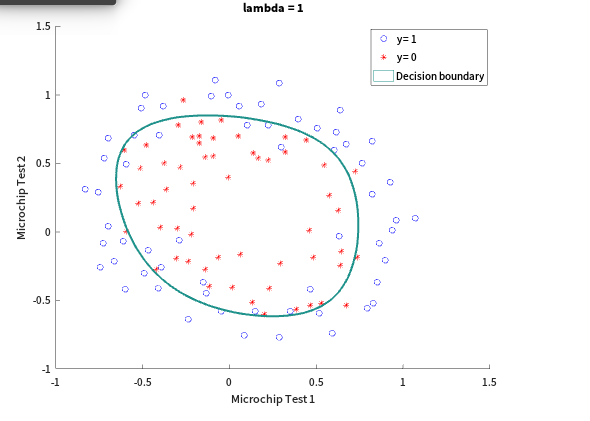 lambda = 1
1.5
1
0.5
0
-0.5
-1
-1
-0.5
0
0.5
1
1.5
Microchip Test 2
Microchip Test 1
y= 1
y= 0
Decision boundary